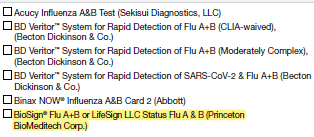 Acucy Influenza A&B Test (Sekisui Diagnostics, LLC)
BD Veritor™ System for Rapid Detection of Flu A+B (CLIA-waived),
(Becton Dickinson & Co.)
BD Veritor™ System for Rapid Detection of Flu A+B (Moderately Complex),
(Becton Dickinson & Co.)
BD Veritor™ System for Rapid Detection of SARS-CoV-2 & Flu A+B (Becton
Dickinson & Co.)
Binax NOW® Influenza A&B Card 2 (Abbott)
BioSign® Flu A+B or LifeSign LLC Status Flu A & B (Princeton
BioMeditech Corp.)